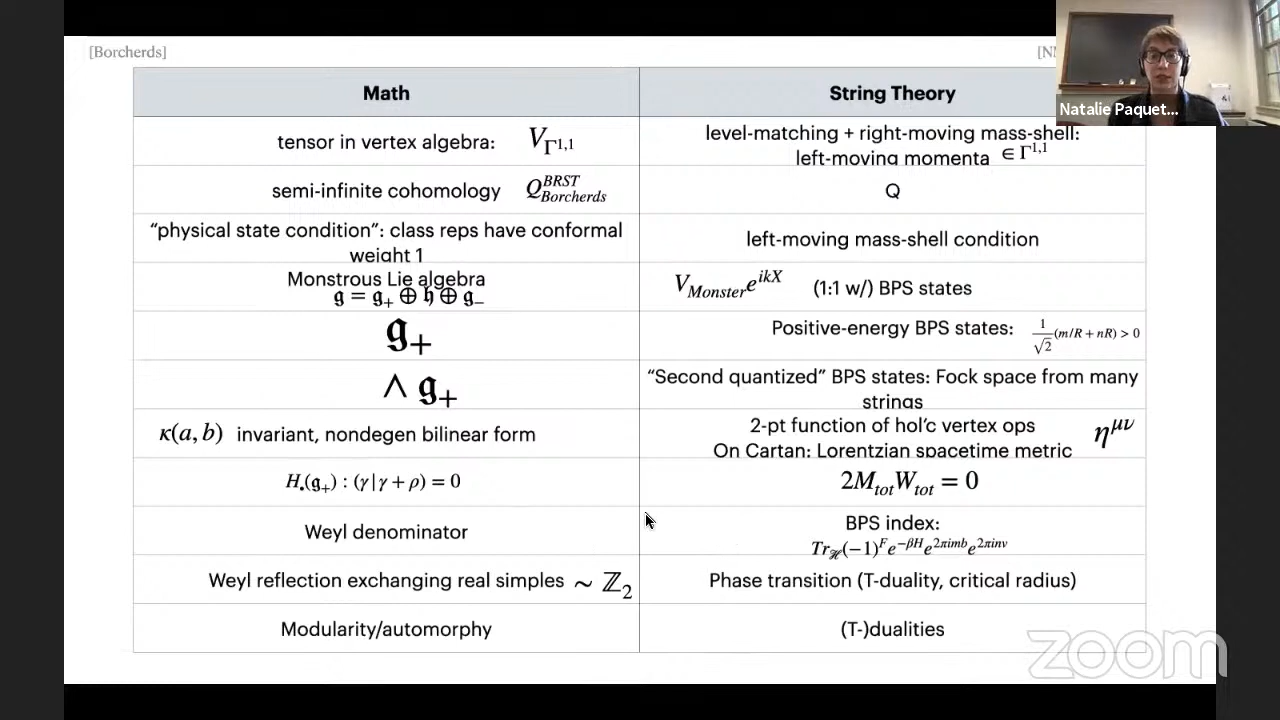 [Borcherds]
Natalie Paquet...
Math
String Theory
tensor in vertex algebra: V_{Γ^{1,1}}
level-matching + right-moving mass-shell:
left-moving momenta ∈ Γ^{1,1}
semi-infinite cohomology Q^{BRST}_{Borcherds}
Q
“physical state condition”: class reps have conformal
weight 1
left-moving mass-shell condition
Monstrous Lie algebra
𝔤 = 𝔤₊ ⊕ 𝔥 ⊕ 𝔤₋
V_{Monster}e^{ikX} (1:1 w/) BPS states
𝔤₊
Positive-energy BPS states: \frac{1}{\sqrt{2}}(m/R + nR) > 0
∧ 𝔤₊
“Second quantized” BPS states: Fock space from many
strings
κ(a, b) invariant, nondegen bilinear form
2-pt function of hol’c vertex ops η^{μν}
On Cartan: Lorentzian spacetime metric
H_•(𝔤₊) : (γ | γ + ρ) = 0
2M_{tot}W_{tot} = 0
Weyl denominator
BPS index:
Tr_ℋ(−1)^F e^{−βH} e^{2πimb} e^{2πinv}
Weyl reflection exchanging real simples ∼ ℤ₂
Phase transition (T-duality, critical radius)
Modularity/automorphy
(T-)dualities
zoom